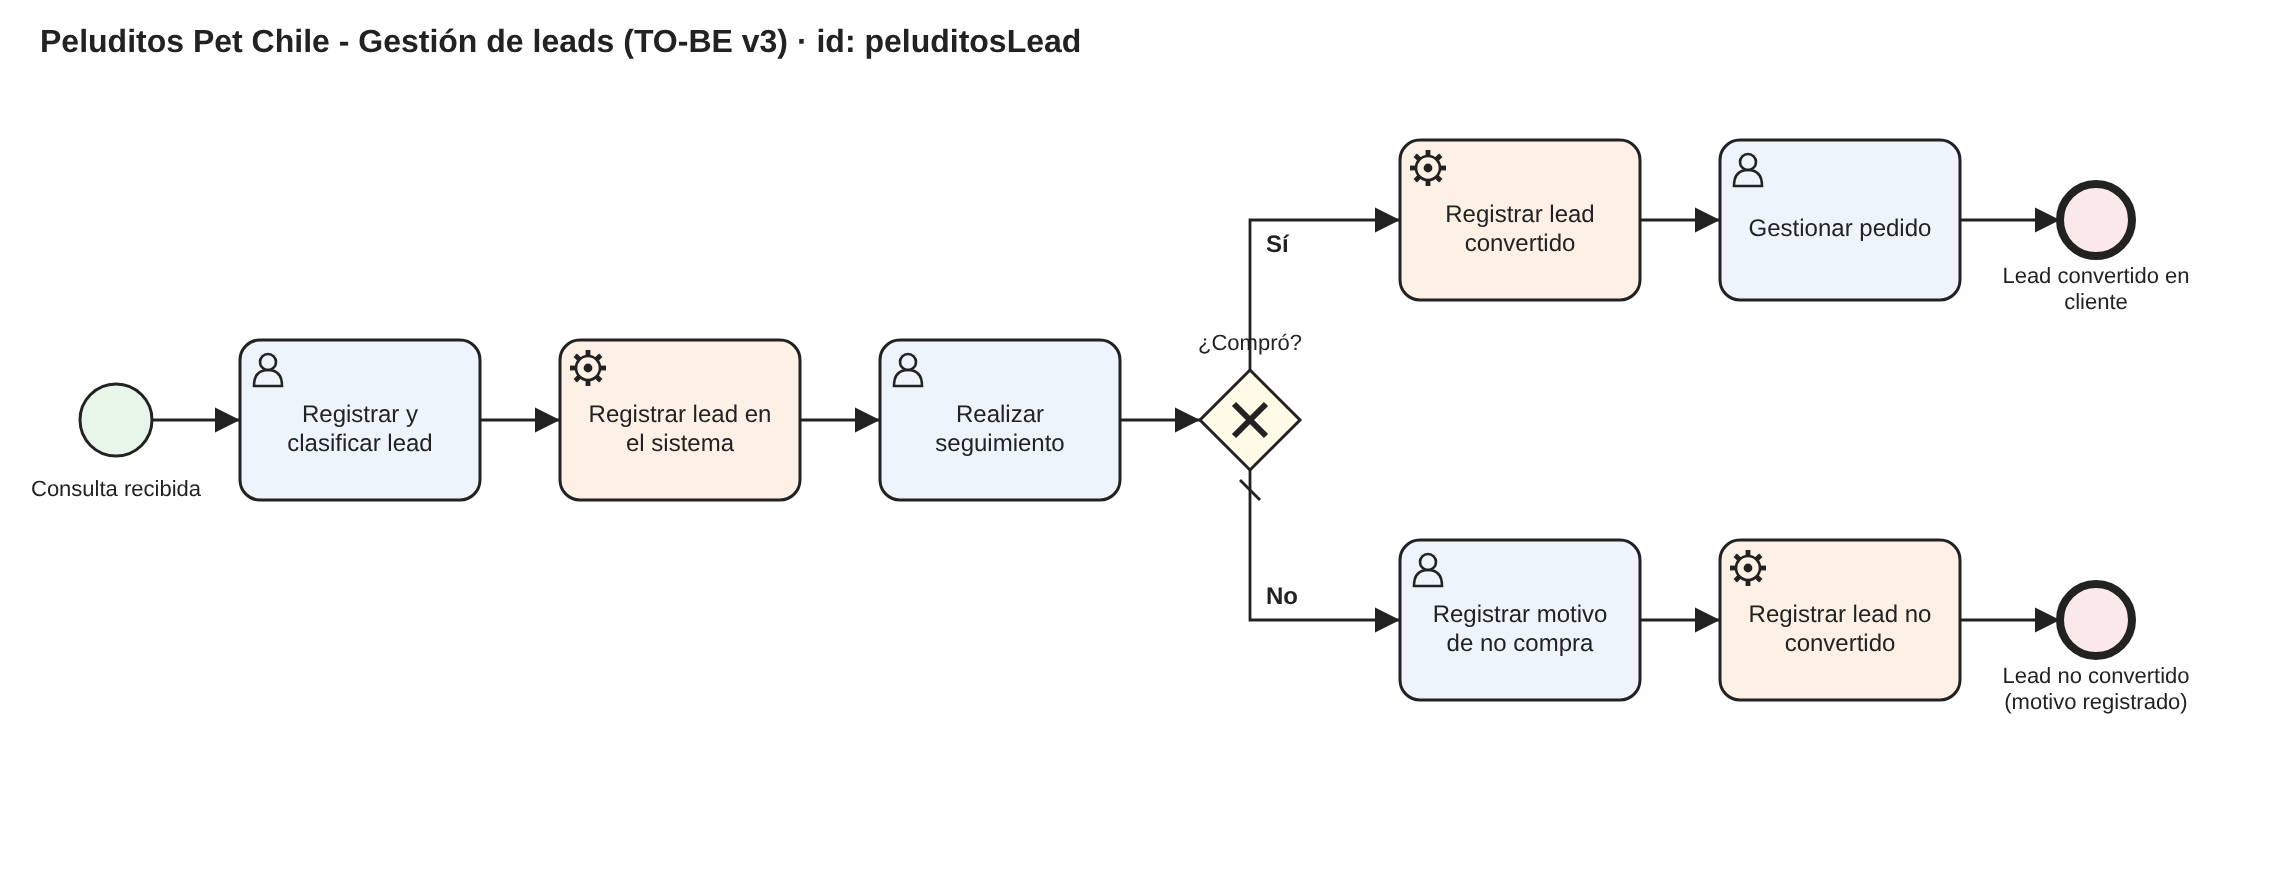 Peluditos Pet Chile - Gestión de leads (TO-BE v3) · id: peluditosLead
Consulta recibida
Registrar y
clasificar lead
Registrar lead en
el sistema
Realizar
seguimiento
¿Compró?
Sí
Registrar lead
convertido
Gestionar pedido
Lead convertido en
cliente
No
Registrar motivo
de no compra
Registrar lead no
convertido
Lead no convertido
(motivo registrado)